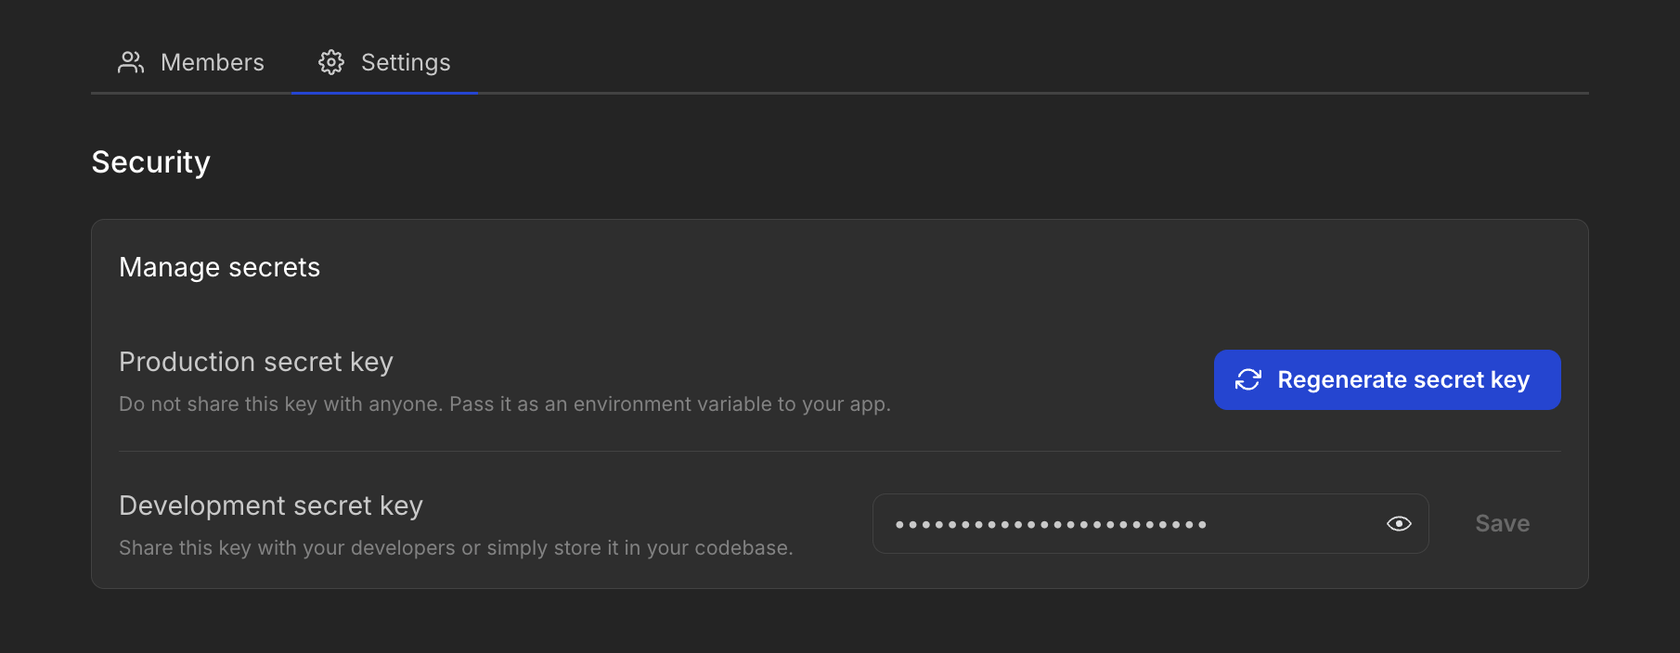 Members
Settings
Security
Manage secrets
Production secret key
Do not share this key with anyone. Pass it as an environment variable to your app.
Regenerate secret key
Development secret key
Share this key with your developers or simply store it in your codebase.
••••••••••••••••••••••••
Save